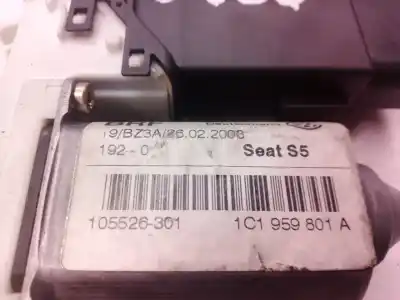 19/BZ3A/26.02.2008
192-0 Seat S5
105526-301 1C1 959 801 A